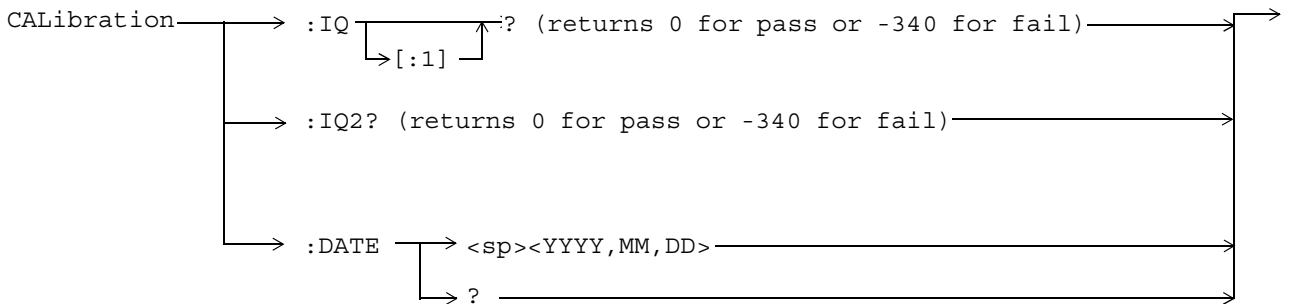 CALibration :IQ ? (returns 0 for pass or -340 for fail)
[:1]
:IQ2? (returns 0 for pass or -340 for fail)
:DATE <sp><YYYY,MM,DD>
?